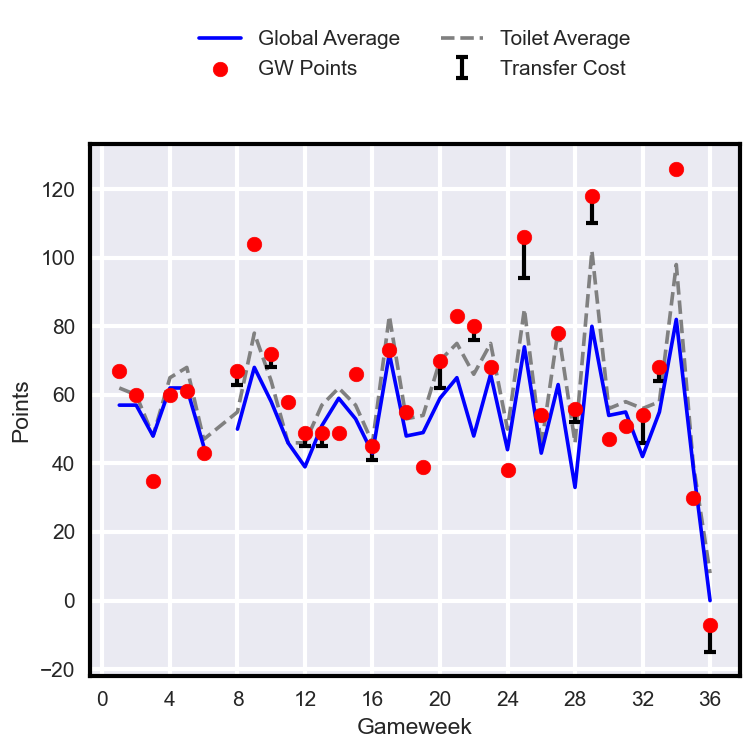 Global Average
Toilet Average
GW Points
Transfer Cost
120
100
80
60
40
20
0
−20
Points
0 4 8 12 16 20 24 28 32 36
Gameweek